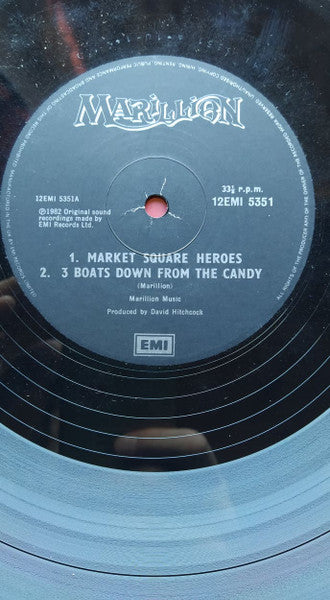 MARILLION
12EMI 5351A
33⅓ r.p.m.
12EMI 5351
℗1982 Original sound
recordings made by
EMI Records Ltd.
1. MARKET SQUARE HEROES
2. 3 BOATS DOWN FROM THE CANDY
(Marillion)
Marillion Music
Produced by David Hitchcock
EMI